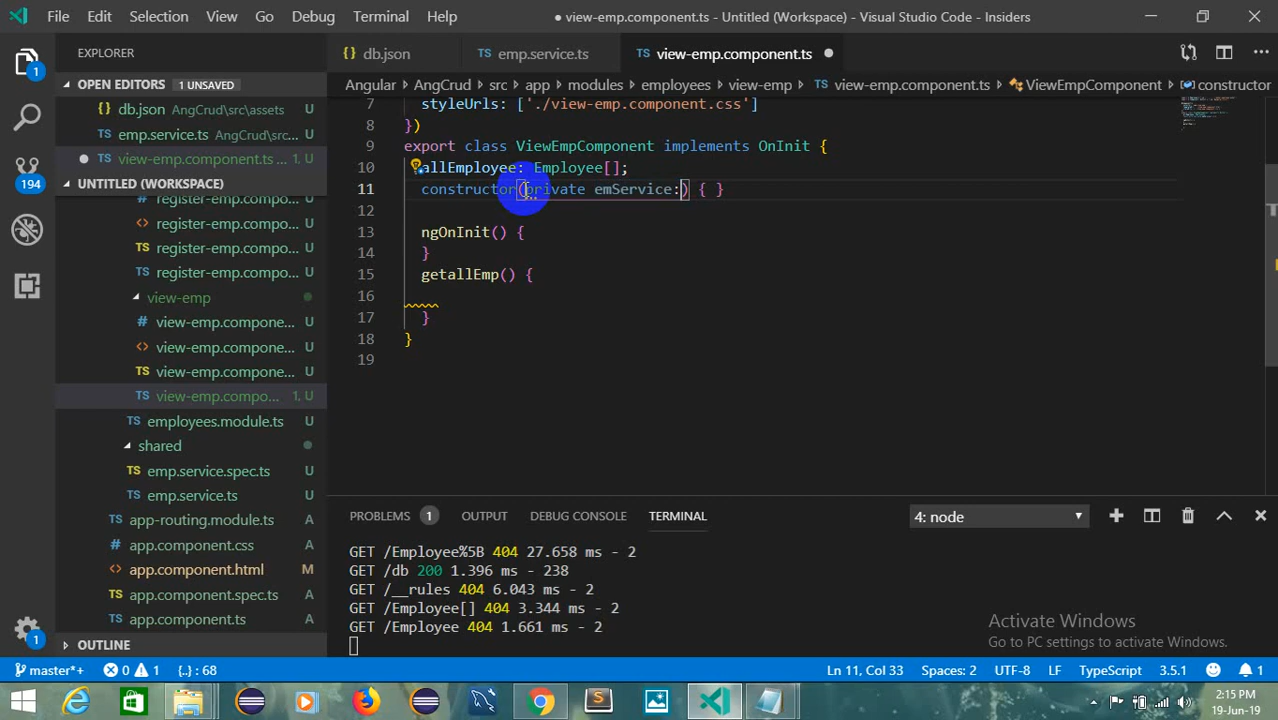 File Edit Selection View Go Debug Terminal Help
● view-emp.component.ts - Untitled (Workspace) - Visual Studio Code - Insiders
EXPLORER
db.json
TS emp.service.ts
TS view-emp.component.ts ●
OPEN EDITORS 1 UNSAVED
{} db.json AngCrud\src\assets U
TS emp.service.ts AngCrud\src... U
● TS view-emp.component.ts ... U
UNTITLED (WORKSPACE)
register-emp.compo... U
<> register-emp.compo... U
TS register-emp.compo... U
TS register-emp.compo... U
view-emp
# view-emp.compone... U
<> view-emp.compone... U
TS view-emp.compone... U
TS view-emp.compo... 1, U
TS employees.module.ts U
shared
TS emp.service.spec.ts U
TS emp.service.ts U
TS app-routing.module.ts A
# app.component.css A
<> app.component.html M
TS app.component.spec.ts A
TS app.component.ts A
OUTLINE
1
194
1
Angular › AngCrud › src › app › modules › employees › view-emp › TS view-emp.component.ts › ViewEmpComponent › constructor
7 styleUrls: ['./view-emp.component.css']
8 })
9 export class ViewEmpComponent implements OnInit {
10 allEmployee: Employee[];
11 constructor(private emService:) { }
12
13 ngOnInit() {
14 }
15 getallEmp() {
16
17 }
18 }
19
PROBLEMS 1 OUTPUT DEBUG CONSOLE TERMINAL
4: node
GET /Employee%5B 404 27.658 ms - 2
GET /db 200 1.396 ms - 238
GET /__rules 404 6.043 ms - 2
GET /Employee[] 404 3.344 ms - 2
GET /Employee 404 1.661 ms - 2
Activate Windows
Go to PC settings to activate Windows.
master*+ 0 1 {..} : 68
Ln 11, Col 33 Spaces: 2 UTF-8 LF TypeScript 3.5.1 1
2:15 PM
19-Jun-19